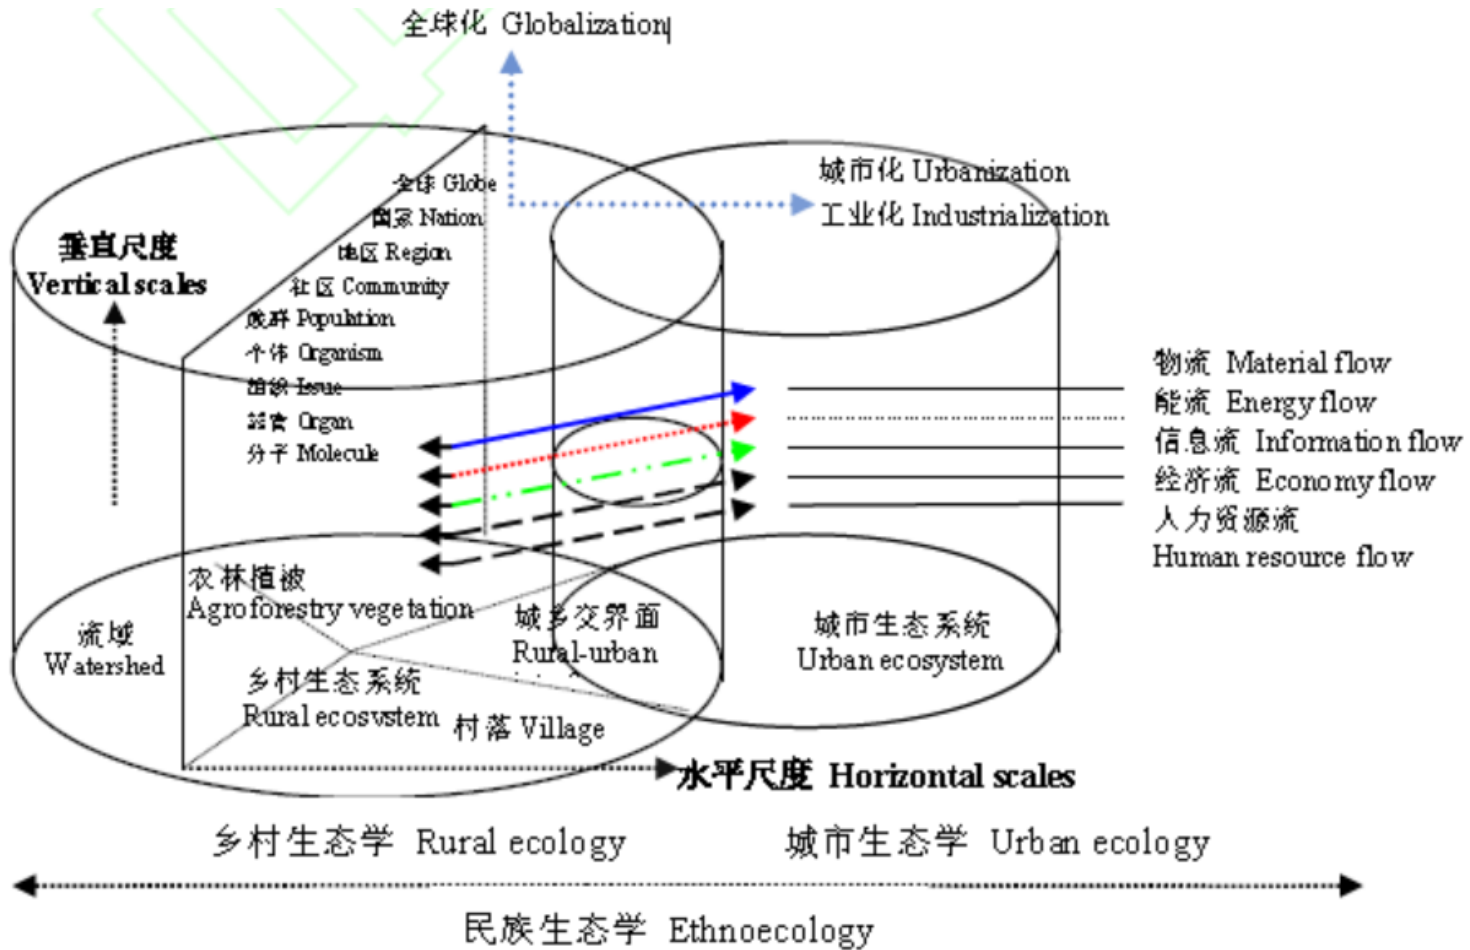 全球化 Globalization
城市化 Urbanization
工业化 Industrialization
垂直尺度
Vertical scales
全球 Globe
国家 Nation
地区 Region
社区 Community
族群 Population
个体 Organism
组织 Issue
器官 Organ
分子 Molecule
物流 Material flow
能流 Energy flow
信息流 Information flow
经济流 Economy flow
人力资源流
Human resource flow
农林植被
Agroforestry vegetation
流域
Watershed
城乡交界面
Rural-urban
城市生态系统
Urban ecosystem
乡村生态系统
Rural ecosystem
村落 Village
水平尺度 Horizontal scales
乡村生态学 Rural ecology
城市生态学 Urban ecology
民族生态学 Ethnoecology